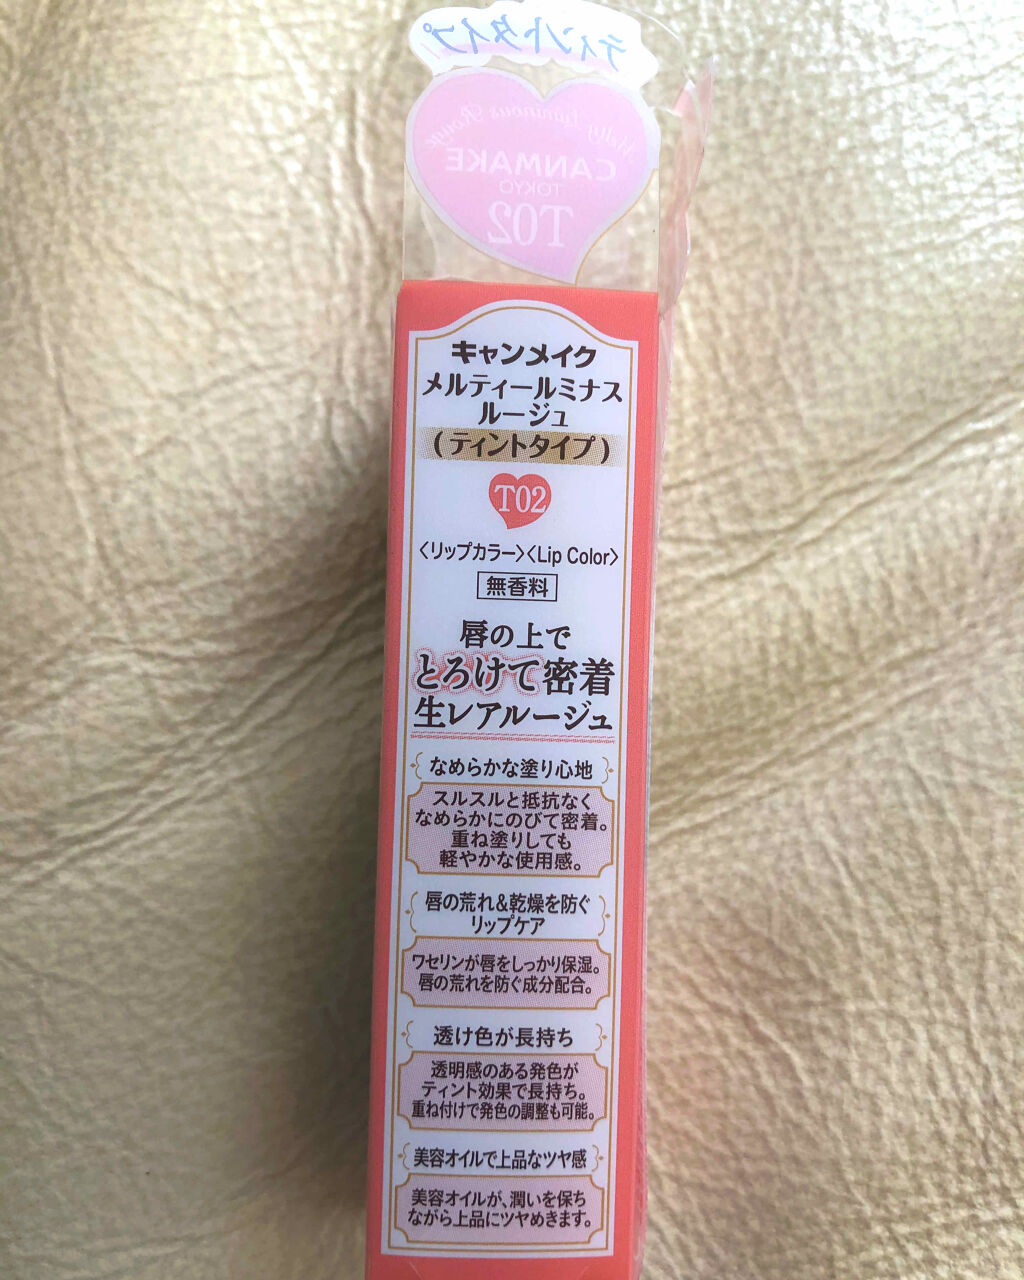 ティントタイプ
Melty Luminous Rouge
CANMAKE
TOKYO
T02
キャンメイク
メルティールミナス
ルージュ
(ティントタイプ)
T02
〈リップカラー〉〈Lip Color〉
無香料
唇の上で
とろけて密着
生レアルージュ
なめらかな塗り心地
スルスルと抵抗なく
なめらかにのびて密着。
重ね塗りしても
軽やかな使用感。
唇の荒れ&乾燥を防ぐ
リップケア
ワセリンが唇をしっかり保湿。
唇の荒れを防ぐ成分配合。
透け色が長持ち
透明感のある発色が
ティント効果で長持ち。
重ね付けで発色の調整も可能。
美容オイルで上品なツヤ感
美容オイルが、潤いを保ち
ながら上品にツヤめきます。